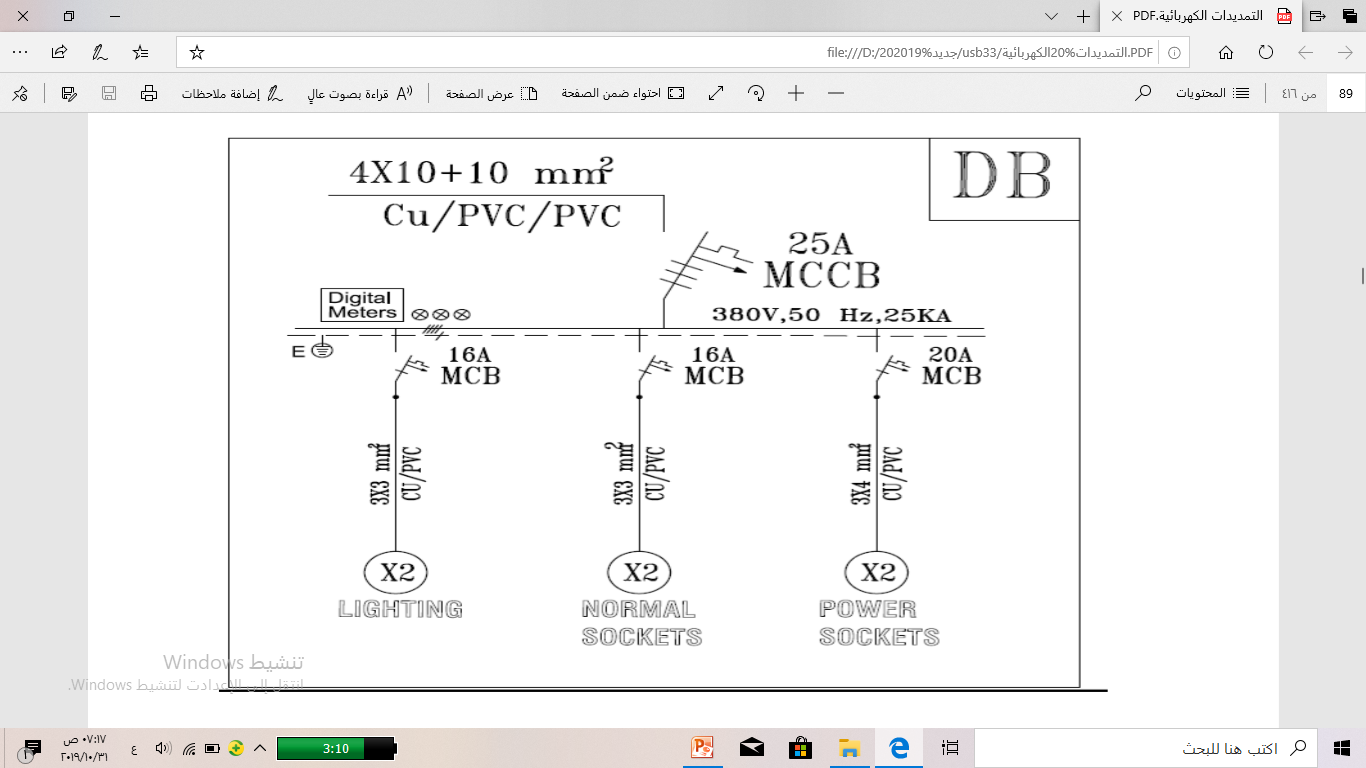 التمديدات الكهربائية.PDF
file:///D:/202019%جديد/usb33/التمديدات%20الكهربائية.PDF
89
من ٤١٦
المحتويات
احتواء ضمن الصفحة
عرض الصفحة
قراءة بصوت عالٍ
إضافة ملاحظات
DB
4X10+10 mm²
Cu/PVC/PVC
25A
MCCB
Digital
Meters
380V,50 Hz,25KA
E
16A
MCB
16A
MCB
20A
MCB
3X3 mm²
CU/PVC
3X3 mm²
CU/PVC
3X4 mm²
CU/PVC
X2
X2
X2
LIGHTING
NORMAL
SOCKETS
POWER
SOCKETS
تنشيط Windows
انتقل إلى الإعدادت لتنشيط Windows.
اكتب هنا للبحث
3:10
ع
٠٧:١٧ ص
٢٠١٩/١٠/٣١